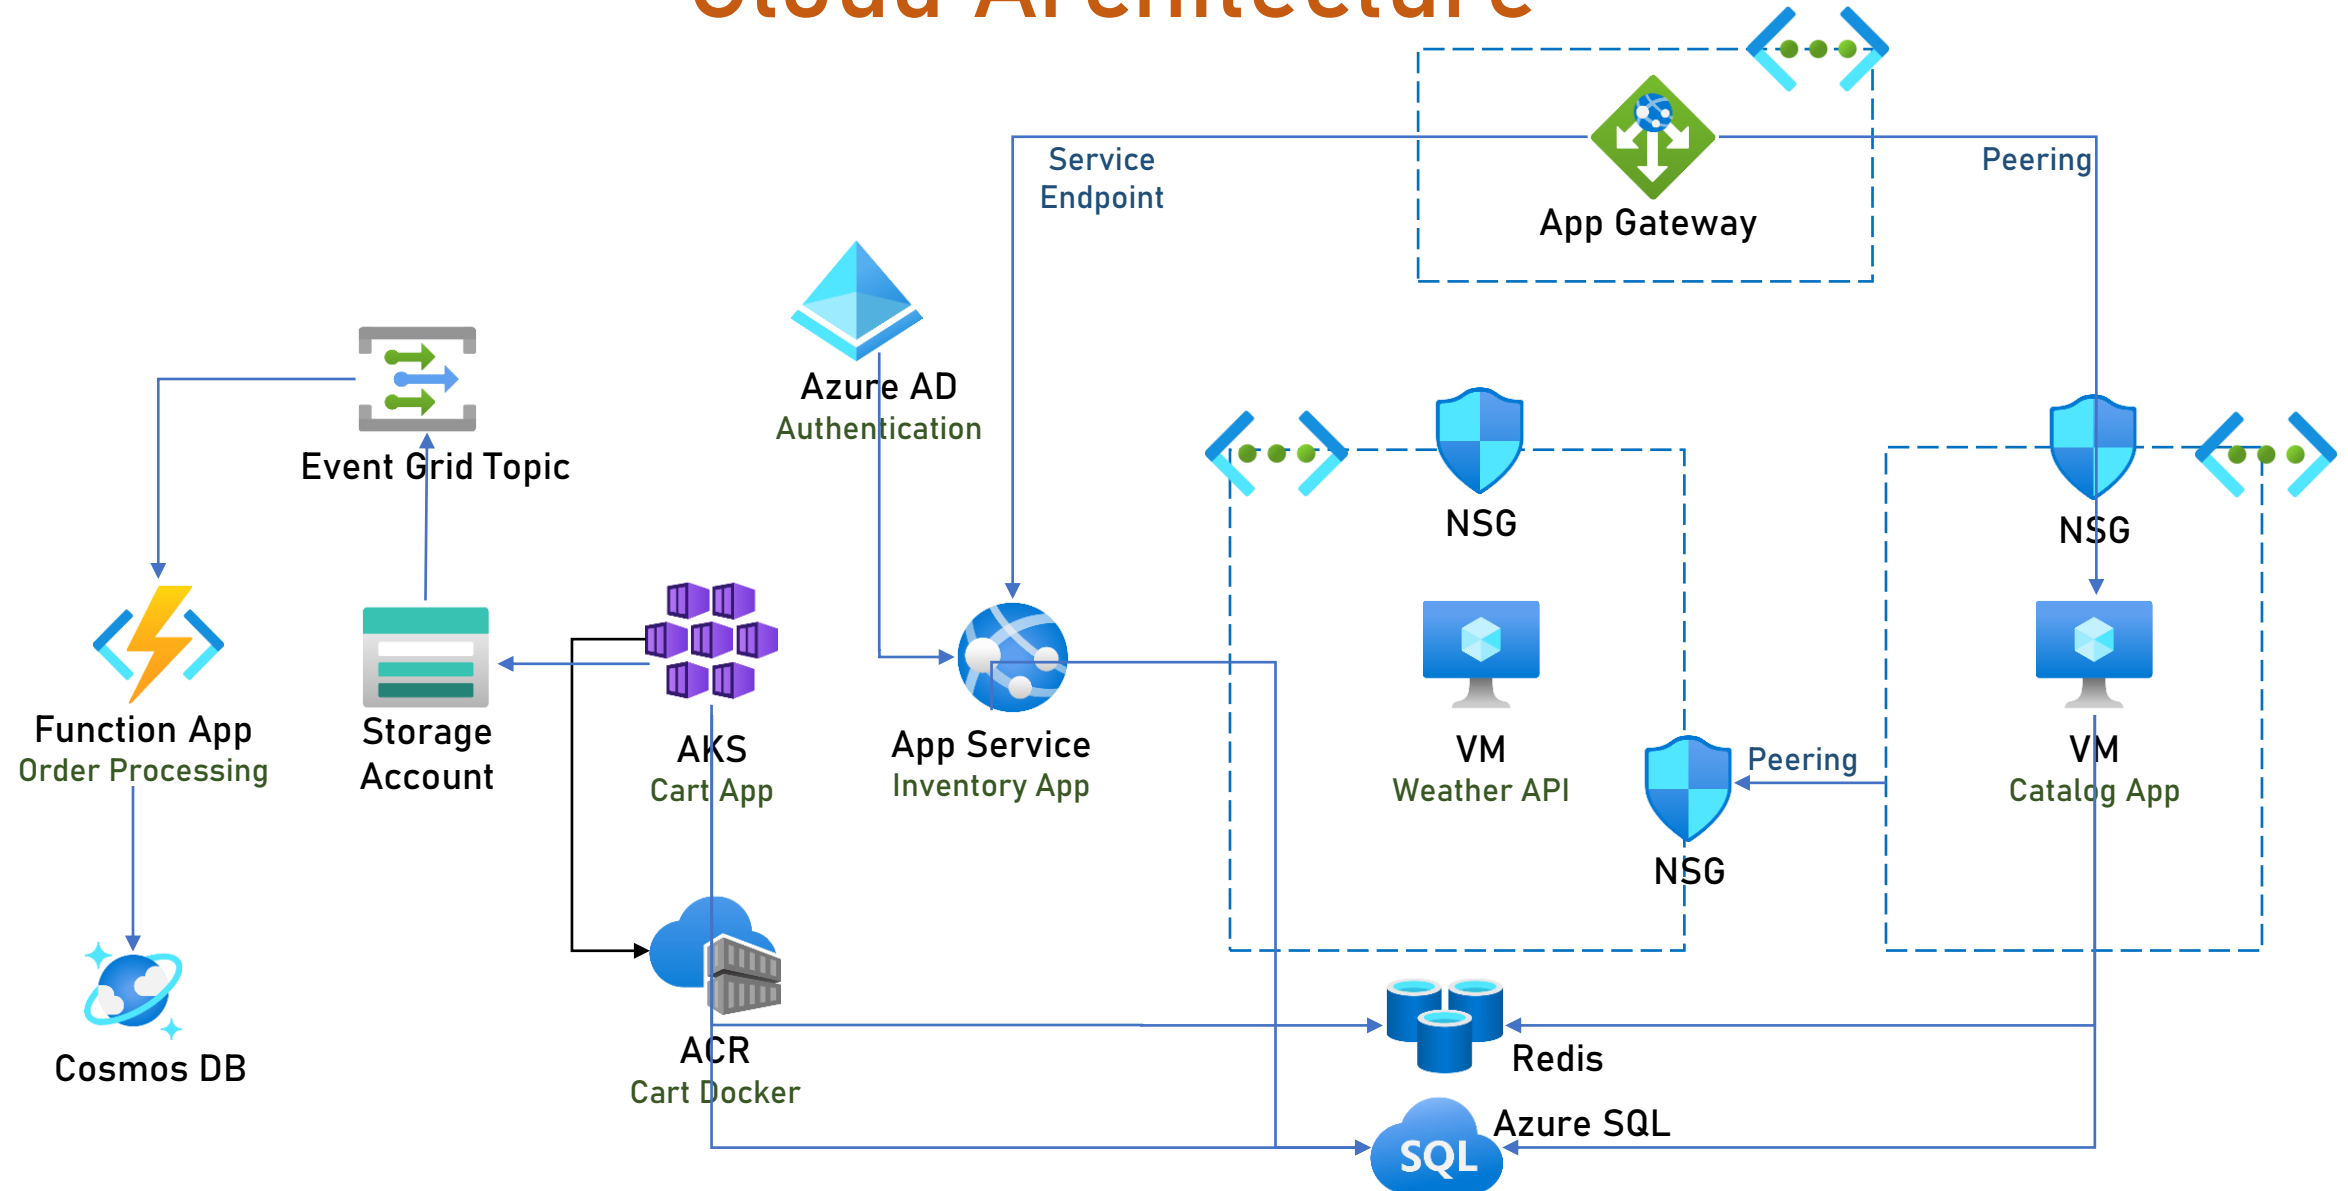 Cloud Architecture
Service
Endpoint
Peering
App Gateway
Azure AD
Authentication
Event Grid Topic
NSG
NSG
Function App
Order Processing
Storage
Account
AKS
Cart App
App Service
Inventory App
VM
Weather API
Peering
VM
Catalog App
NSG
ACR
Cart Docker
Cosmos DB
Redis
Azure SQL
SQL